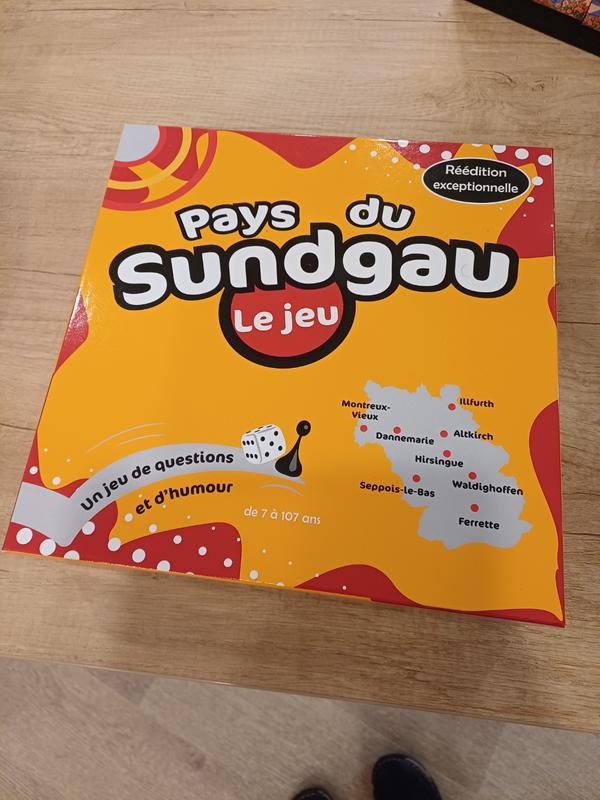 Réédition
exceptionnelle
Pays du
Sundgau
Le jeu
Montreux-
Vieux
Illfurth
Dannemarie
Altkirch
Hirsingue
Waldighoffen
Seppois-le-Bas
Ferrette
Un jeu de questions
et d'humour
de 7 à 107 ans